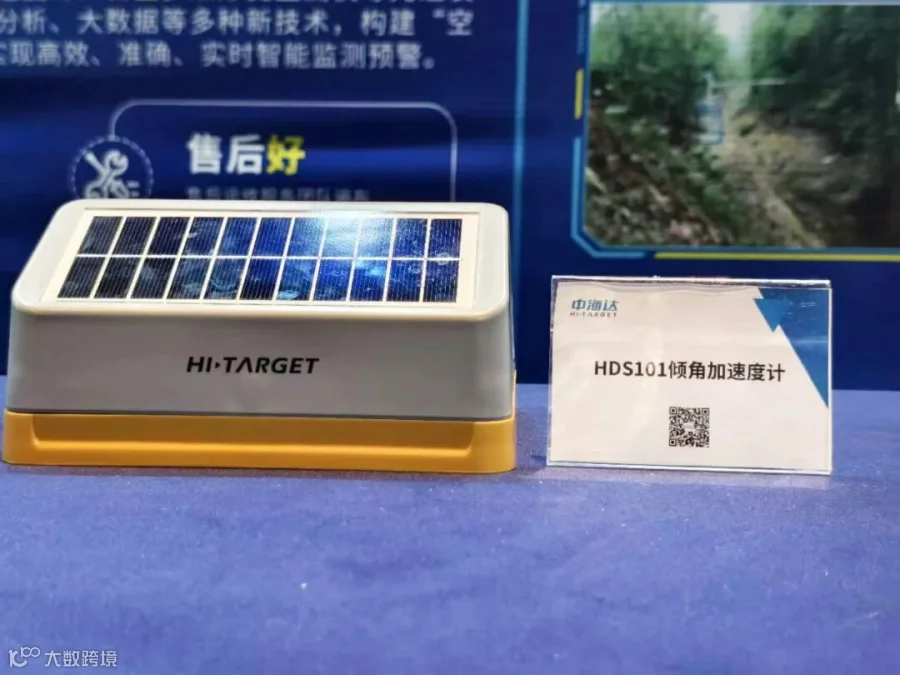 分析、大数据等多种新技术，构建“空
实现高效、准确、实时智能监测预警。
售后好
HI-TARGET
中海达
HI-TARGET
HDS101倾角加速度计
大数跨境